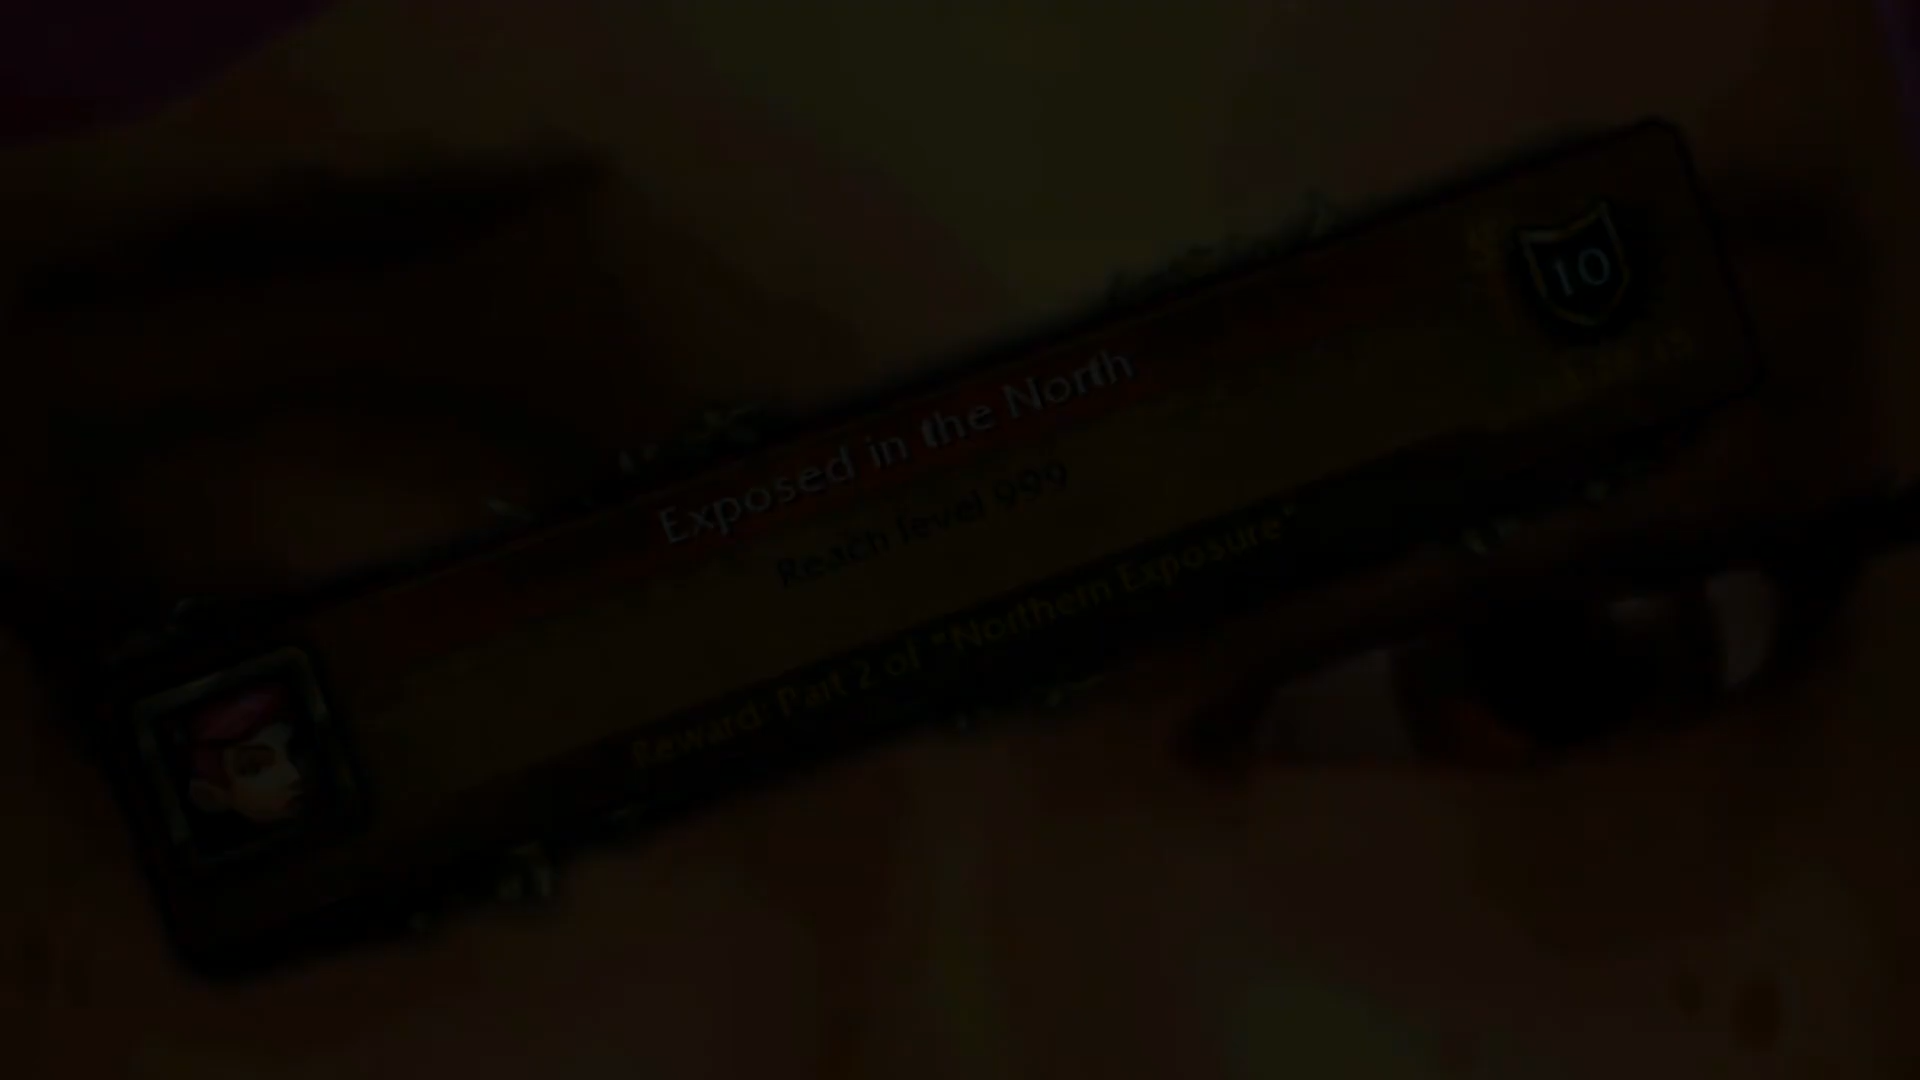 10
Exposed in the North
Reach level 999
Reward: Part 2 of "Northern Exposure"